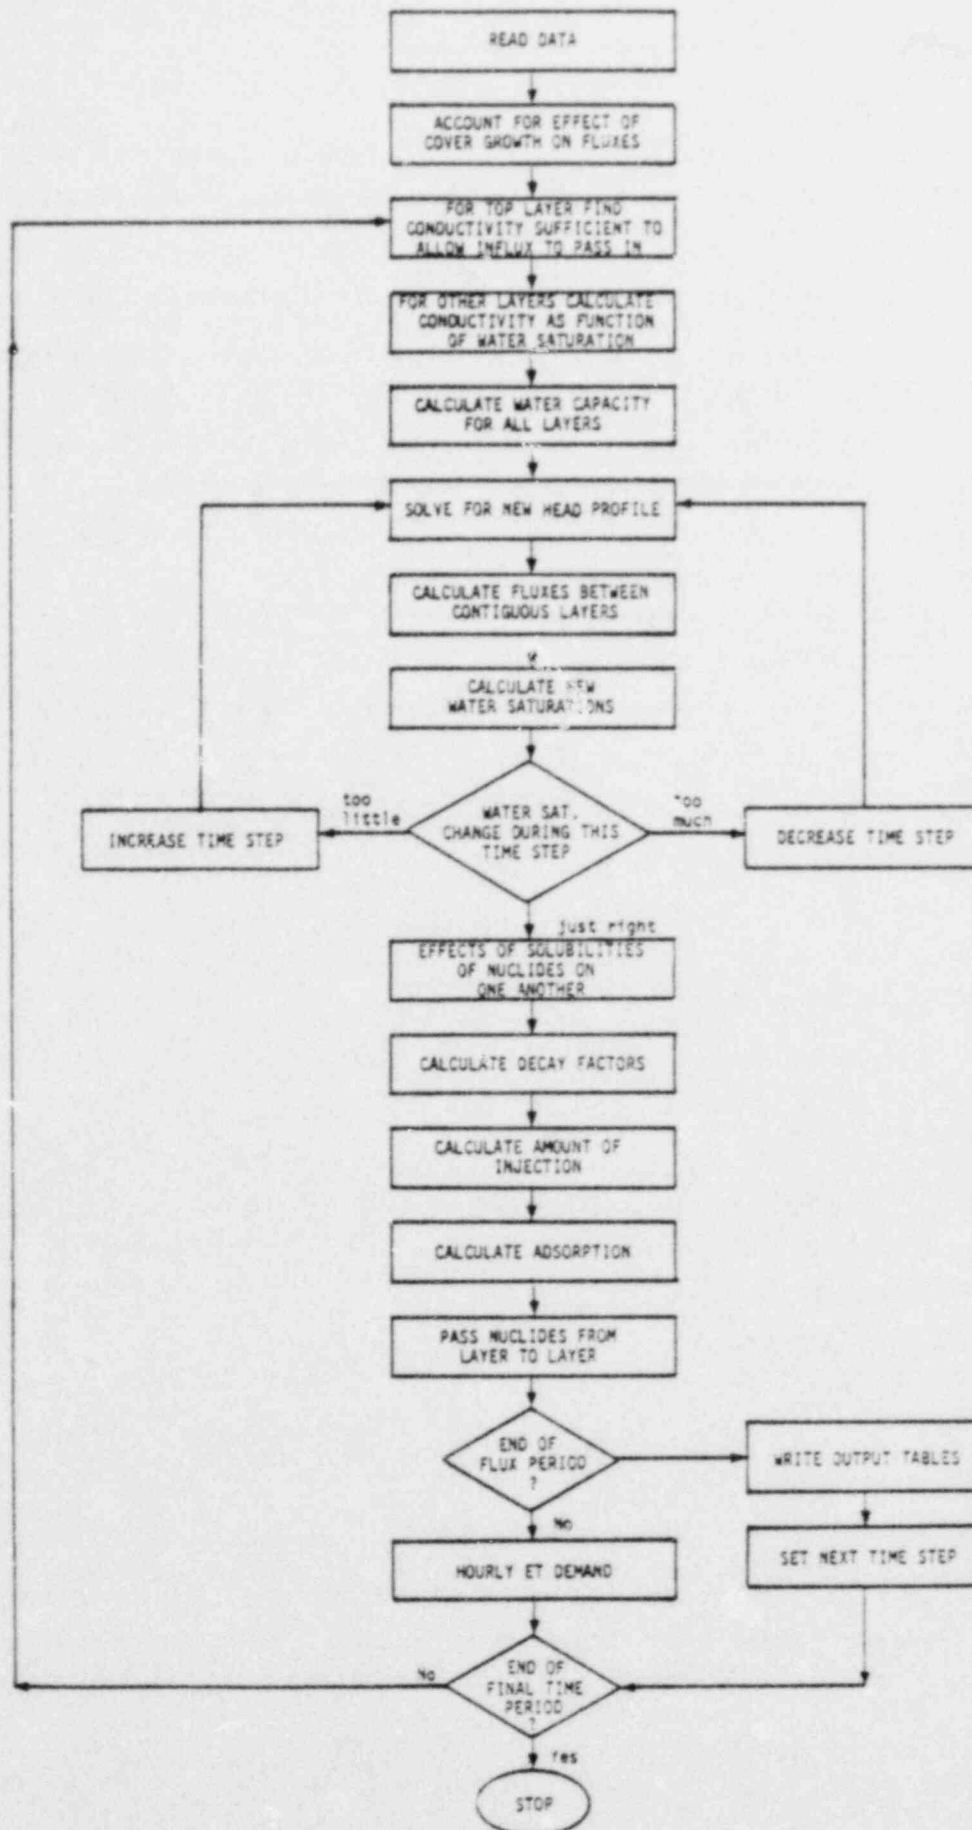 READ DATA
ACCOUNT FOR EFFECT OF
COVER GROWTH ON FLUXES
FOR TOP LAYER FIND
CONDUCTIVITY SUFFICIENT TO
ALLOW INFLUX TO PASS IN
FOR OTHER LAYERS CALCULATE
CONDUCTIVITY AS FUNCTION
OF WATER SATURATION
CALCULATE WATER CAPACITY
FOR ALL LAYERS
SOLVE FOR NEW HEAD PROFILE
CALCULATE FLUXES BETWEEN
CONTIGUOUS LAYERS
CALCULATE NEW
WATER SATURATIONS
too
little
WATER SAT.
CHANGE DURING THIS
TIME STEP
too
much
INCREASE TIME STEP
DECREASE TIME STEP
just right
EFFECTS OF SOLUBILITIES
OF NUCLIDES ON
ONE ANOTHER
CALCULATE DECAY FACTORS
CALCULATE AMOUNT OF
INJECTION
CALCULATE ADSORPTION
PASS NUCLIDES FROM
LAYER TO LAYER
END OF
FLUX PERIOD
?
WRITE OUTPUT TABLES
No
HOURLY ET DEMAND
SET NEXT TIME STEP
No
END OF
FINAL TIME
PERIOD
?
Yes
STOP